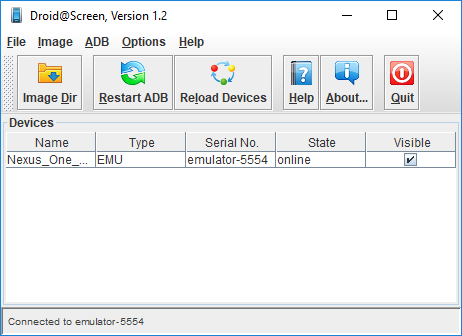 Droid@Screen, Version 1.2
File Image ADB Options Help
Image Dir Restart ADB Reload Devices Help About... Quit
Devices
Name Type Serial No. State Visible
Nexus_One_... EMU emulator-5554 online
Connected to emulator-5554